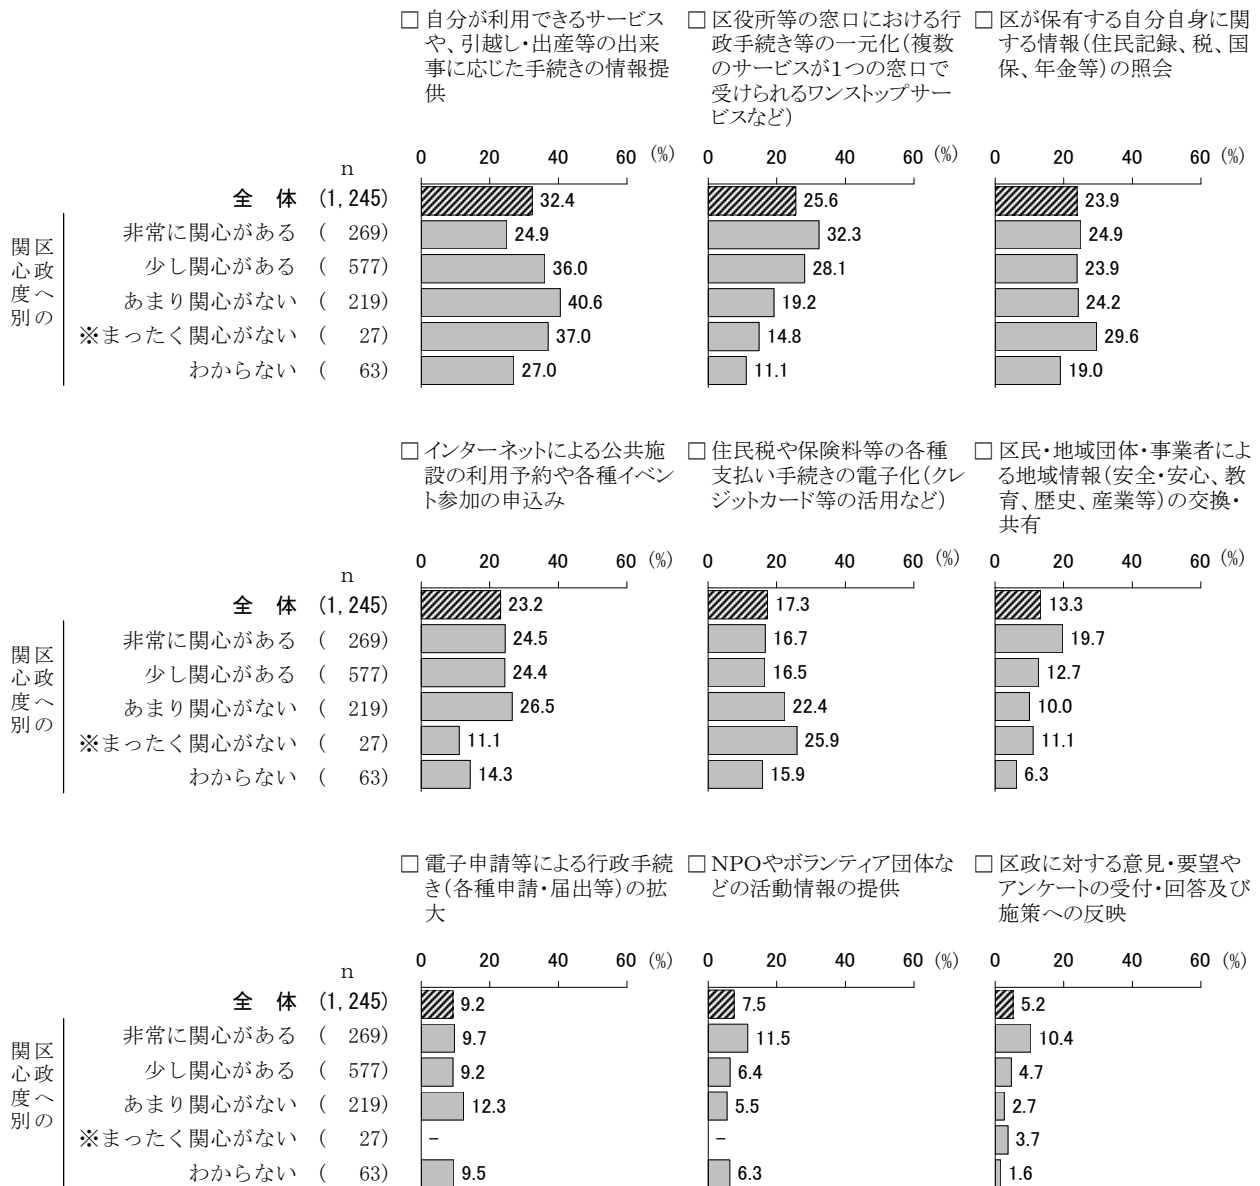 □ 自分が利用できるサービス
や、引越し・出産等の出来
事に応じた手続きの情報提
供
□ 区役所等の窓口における行
政手続き等の一元化（複数
のサービスが1つの窓口で
受けられるワンストップサー
ビスなど）
□ 区が保有する自分自身に関
する情報（住民記録、税、国
保、年金等）の照会
0 20 40 60 (%) 0 20 40 60 (%) 0 20 40 60 (%)
n
全 体 (1,245) 32.4 25.6 23.9
区政への関心度別
非常に関心がある ( 269) 24.9 32.3 24.9
少し関心がある ( 577) 36.0 28.1 23.9
あまり関心がない ( 219) 40.6 19.2 24.2
※まったく関心がない ( 27) 37.0 14.8 29.6
わからない ( 63) 27.0 11.1 19.0
□ インターネットによる公共施
設の利用予約や各種イベン
ト参加の申込み
□ 住民税や保険料等の各種
支払い手続きの電子化（クレ
ジットカード等の活用など）
□ 区民・地域団体・事業者によ
る地域情報（安全・安心、教
育、歴史、産業等）の交換・
共有
0 20 40 60 (%) 0 20 40 60 (%) 0 20 40 60 (%)
n
全 体 (1,245) 23.2 17.3 13.3
区政への関心度別
非常に関心がある ( 269) 24.5 16.7 19.7
少し関心がある ( 577) 24.4 16.5 12.7
あまり関心がない ( 219) 26.5 22.4 10.0
※まったく関心がない ( 27) 11.1 25.9 11.1
わからない ( 63) 14.3 15.9 6.3
□ 電子申請等による行政手続
き（各種申請・届出等）の拡
大
□ NPOやボランティア団体な
どの活動情報の提供
□ 区政に対する意見・要望や
アンケートの受付・回答及び
施策への反映
0 20 40 60 (%) 0 20 40 60 (%) 0 20 40 60 (%)
n
全 体 (1,245) 9.2 7.5 5.2
区政への関心度別
非常に関心がある ( 269) 9.7 11.5 10.4
少し関心がある ( 577) 9.2 6.4 4.7
あまり関心がない ( 219) 12.3 5.5 2.7
※まったく関心がない ( 27) － － 3.7
わからない ( 63) 9.5 6.3 1.6